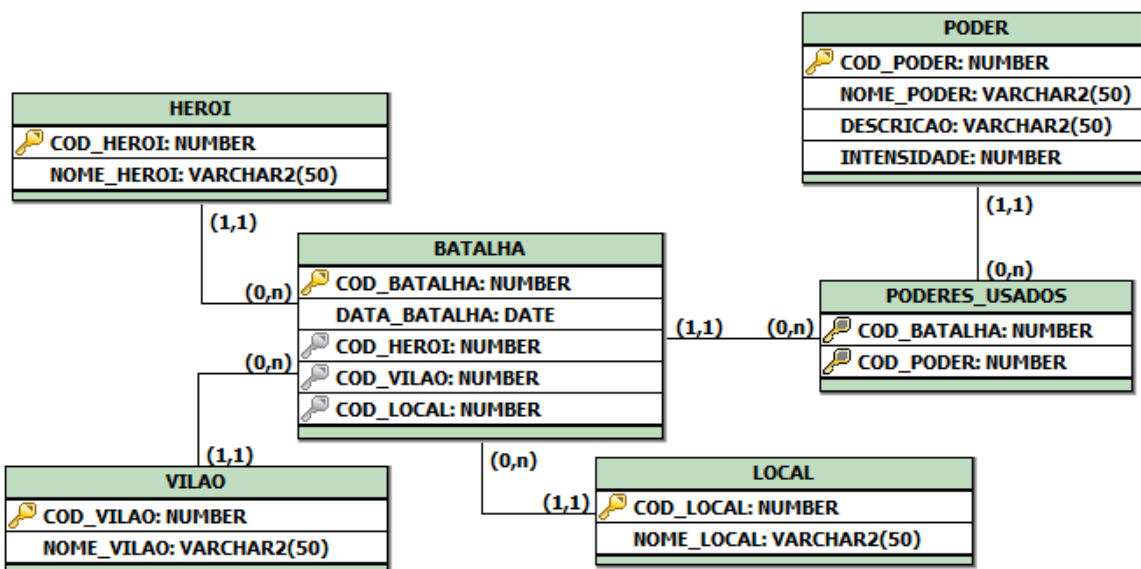 PODER
COD_PODER: NUMBER
NOME_PODER: VARCHAR2(50)
DESCRICAO: VARCHAR2(50)
INTENSIDADE: NUMBER
HEROI
COD_HEROI: NUMBER
NOME_HEROI: VARCHAR2(50)
(1,1)
(1,1)
BATALHA
COD_BATALHA: NUMBER
DATA_BATALHA: DATE
COD_HEROI: NUMBER
COD_VILAO: NUMBER
COD_LOCAL: NUMBER
(0,n)
(0,n)
(1,1)
(0,n)
(0,n)
PODERES_USADOS
COD_BATALHA: NUMBER
COD_PODER: NUMBER
(1,1)
(0,n)
(1,1)
VILAO
COD_VILAO: NUMBER
NOME_VILAO: VARCHAR2(50)
LOCAL
COD_LOCAL: NUMBER
NOME_LOCAL: VARCHAR2(50)